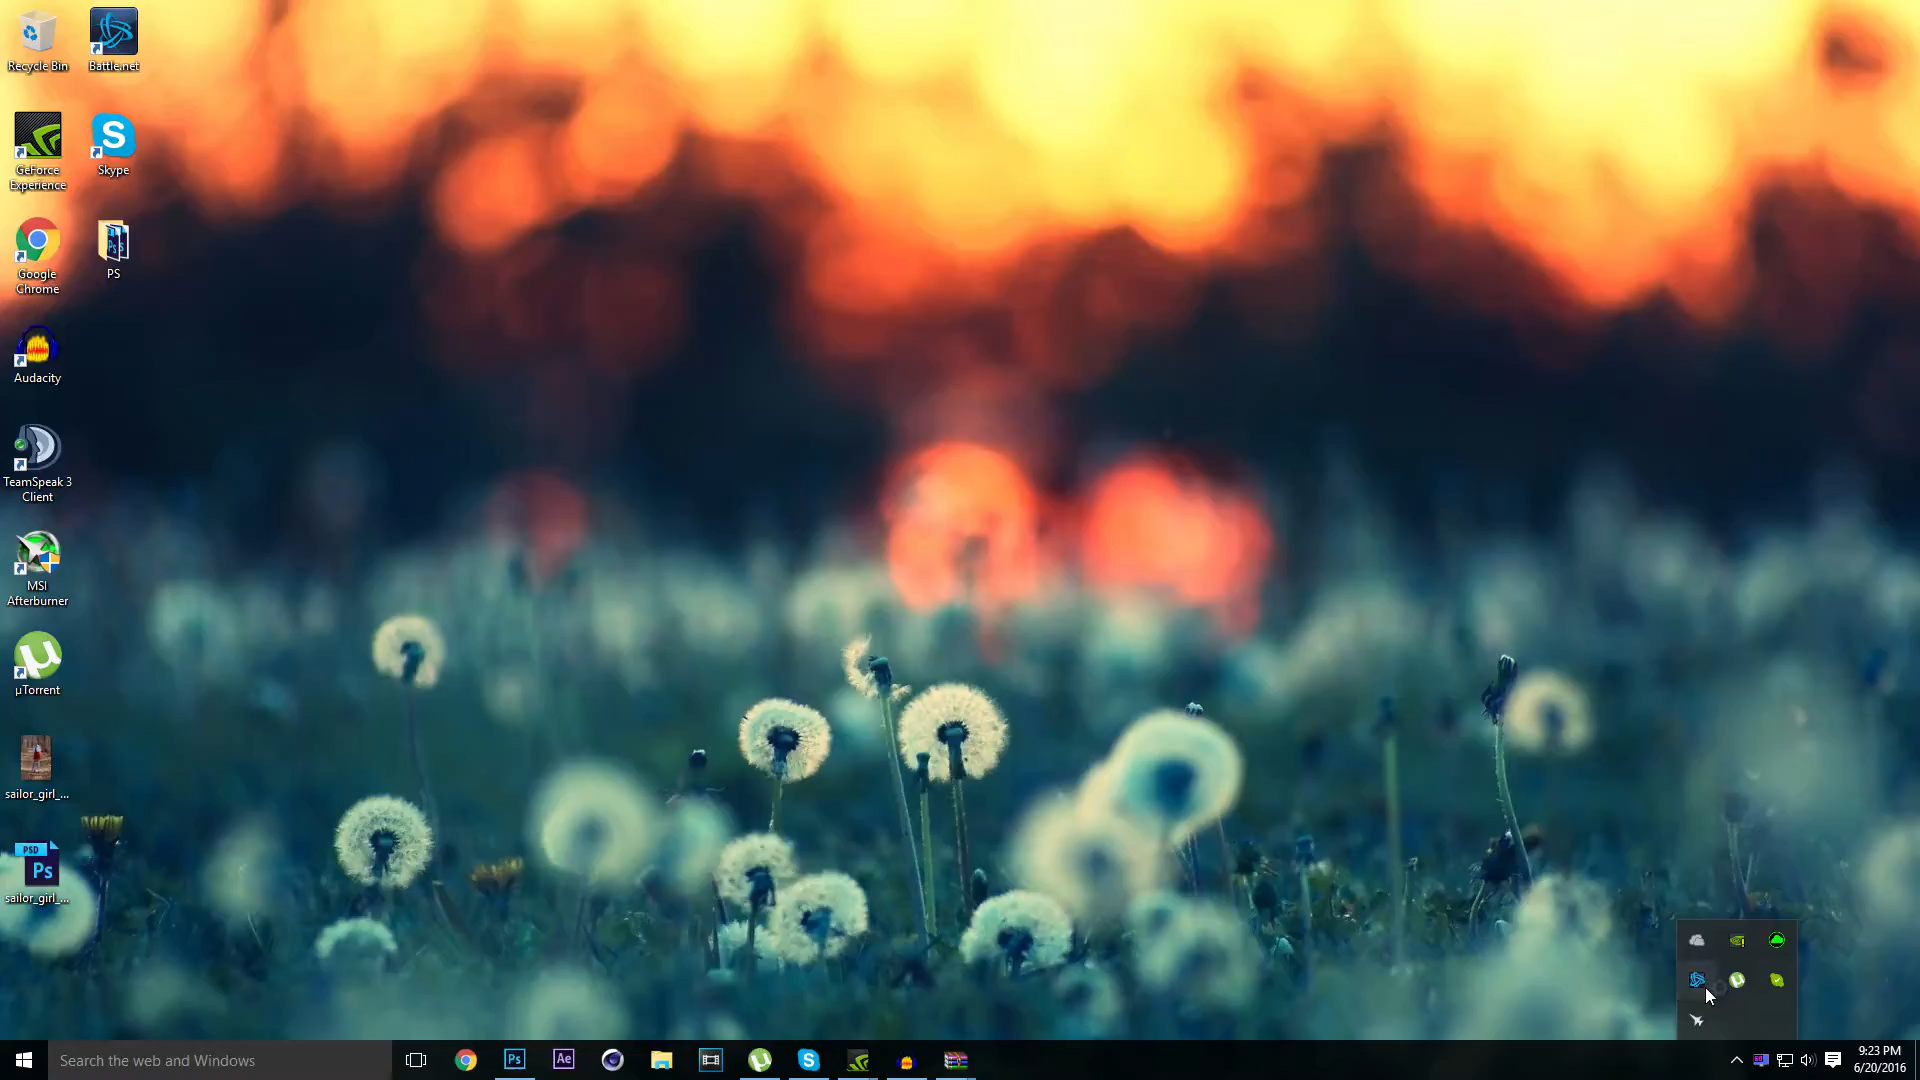 Recycle Bin
Battle.net
GeForce
Experience
Skype
Google
Chrome
PS
Audacity
TeamSpeak 3
Client
MSI
Afterburner
µTorrent
sailor_girl_...
PSD
Ps
sailor_girl_...
Search the web and Windows
Ps
Ae
9:23 PM
6/20/2016